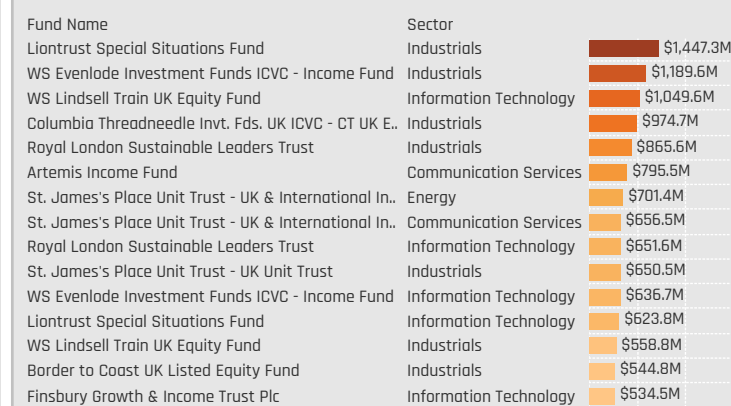 Fund Name Sector
Liontrust Special Situations Fund Industrials $1,447.3M
WS Evenlode Investment Funds ICVC - Income Fund Industrials $1,189.6M
WS Lindsell Train UK Equity Fund Information Technology $1,049.6M
Columbia Threadneedle Invt. Fds. UK ICVC - CT UK E.. Industrials $974.7M
Royal London Sustainable Leaders Trust Industrials $865.6M
Artemis Income Fund Communication Services $795.5M
St. James's Place Unit Trust - UK & International In.. Energy $701.4M
St. James's Place Unit Trust - UK & International In.. Communication Services $656.5M
Royal London Sustainable Leaders Trust Information Technology $651.6M
St. James's Place Unit Trust - UK Unit Trust Industrials $650.5M
WS Evenlode Investment Funds ICVC - Income Fund Information Technology $636.7M
Liontrust Special Situations Fund Information Technology $623.8M
WS Lindsell Train UK Equity Fund Industrials $558.8M
Border to Coast UK Listed Equity Fund Industrials $544.8M
Finsbury Growth & Income Trust Plc Information Technology $534.5M